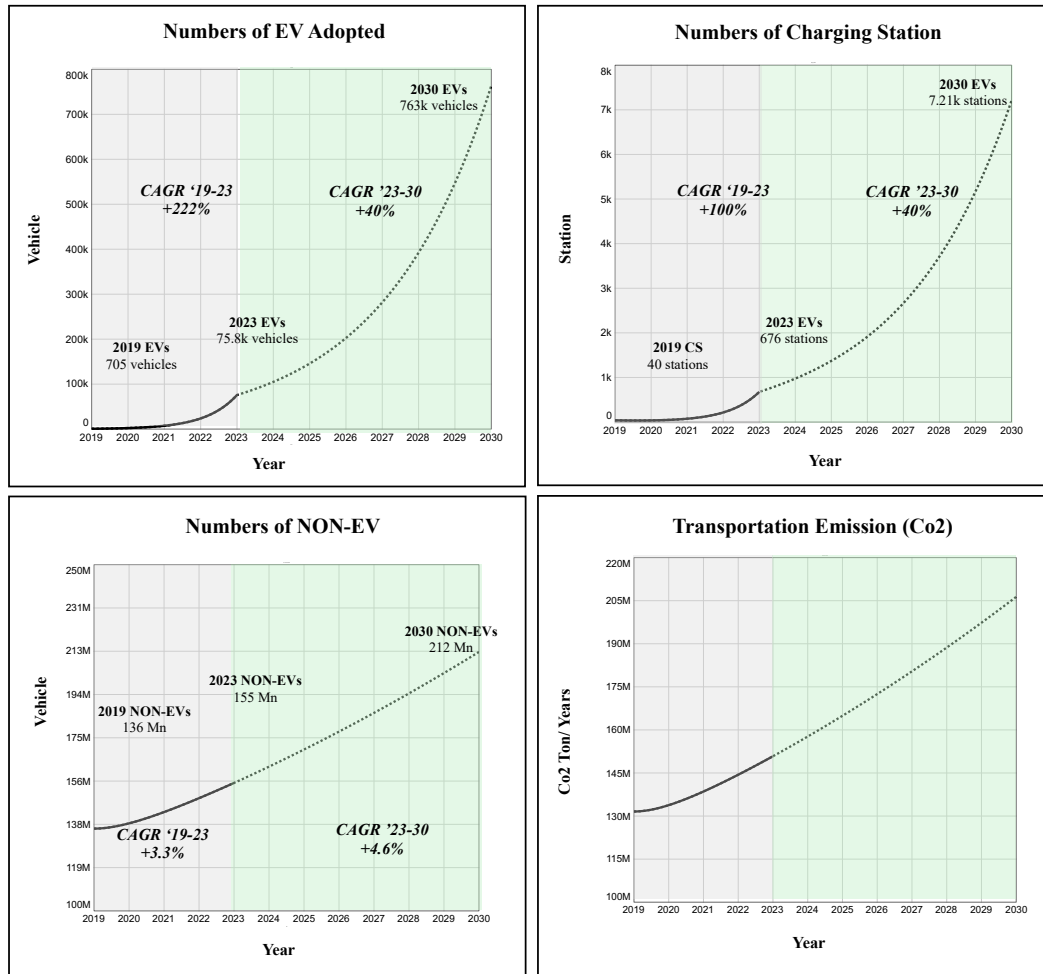 Numbers of EV Adopted
800k
700k
600k
500k
400k
300k
200k
100k
0
Vehicle
2030 EVs
763k vehicles
CAGR ‘19-23
+222%
CAGR ’23-30
+40%
2023 EVs
75.8k vehicles
2019 EVs
705 vehicles
2019 2020 2021 2022 2023 2024 2025 2026 2027 2028 2029 2030
Year
Numbers of Charging Station
8k
7k
6k
5k
4k
3k
2k
1k
0
Station
2030 EVs
7.21k stations
CAGR ‘19-23
+100%
CAGR ’23-30
+40%
2023 EVs
676 stations
2019 CS
40 stations
2019 2020 2021 2022 2023 2024 2025 2026 2027 2028 2029 2030
Year
Numbers of NON-EV
250M
231M
213M
194M
175M
156M
138M
119M
100M
Vehicle
2030 NON-EVs
212 Mn
2023 NON-EVs
155 Mn
2019 NON-EVs
136 Mn
CAGR ‘19-23
+3.3%
CAGR ’23-30
+4.6%
2019 2020 2021 2022 2023 2024 2025 2026 2027 2028 2029 2030
Year
Transportation Emission (Co2)
220M
205M
190M
175M
160M
145M
130M
115M
100M
Co2 Ton/ Years
2019 2020 2021 2022 2023 2024 2025 2026 2027 2028 2029 2030
Year